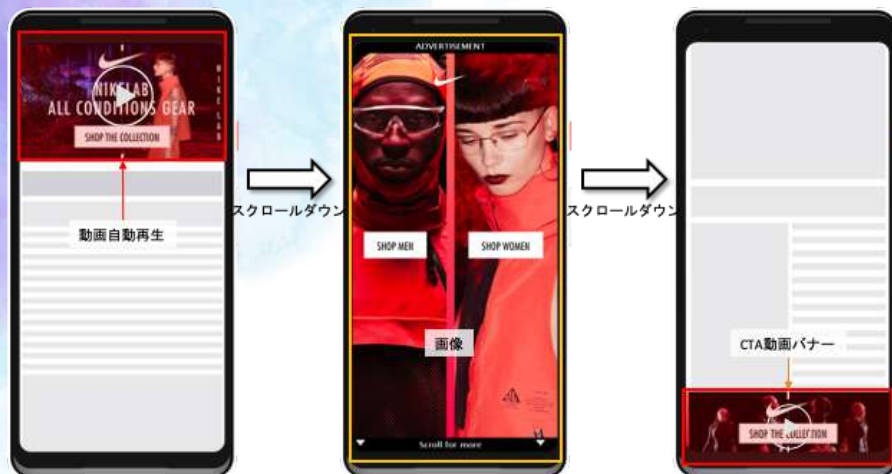 NIKELAB
ALL CONDITIONS GEAR
SHOP THE COLLECTION
NIKE LAB
動画自動再生
スクロールダウン
ADVERTISEMENT
SHOP MEN
SHOP WOMEN
画像
Scroll for more
スクロールダウン
CTA動画バナー
SHOP THE COLLECTION